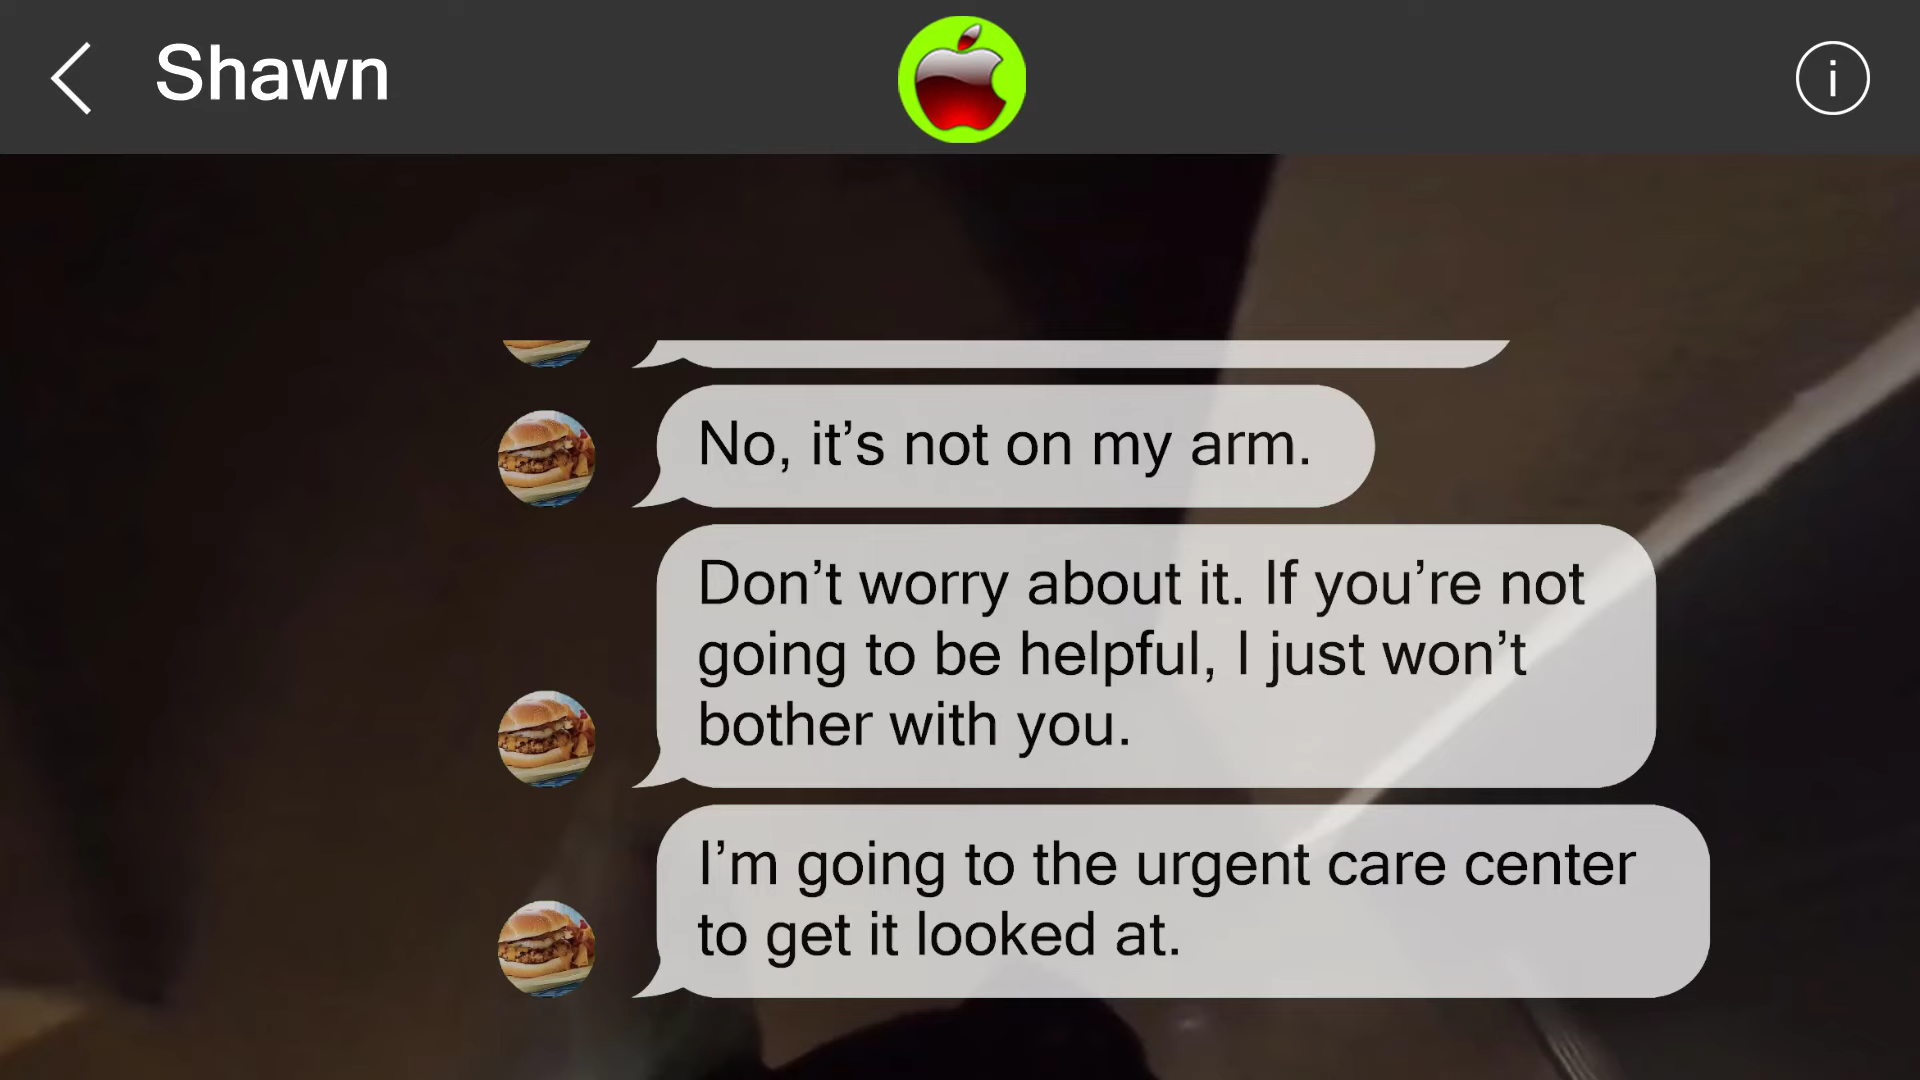 Shawn
No, it’s not on my arm.
Don’t worry about it. If you’re not
going to be helpful, I just won’t
bother with you.
I’m going to the urgent care center
to get it looked at.